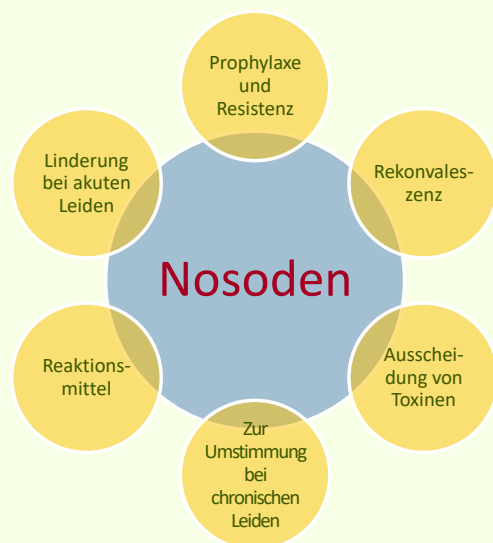 Prophylaxe
und
Resistenz
Linderung
bei akuten
Leiden
Rekonvales-
zenz
Nosoden
Reaktions-
mittel
Ausschei-
dung von
Toxinen
Zur
Umstimmung
bei
chronischen
Leiden